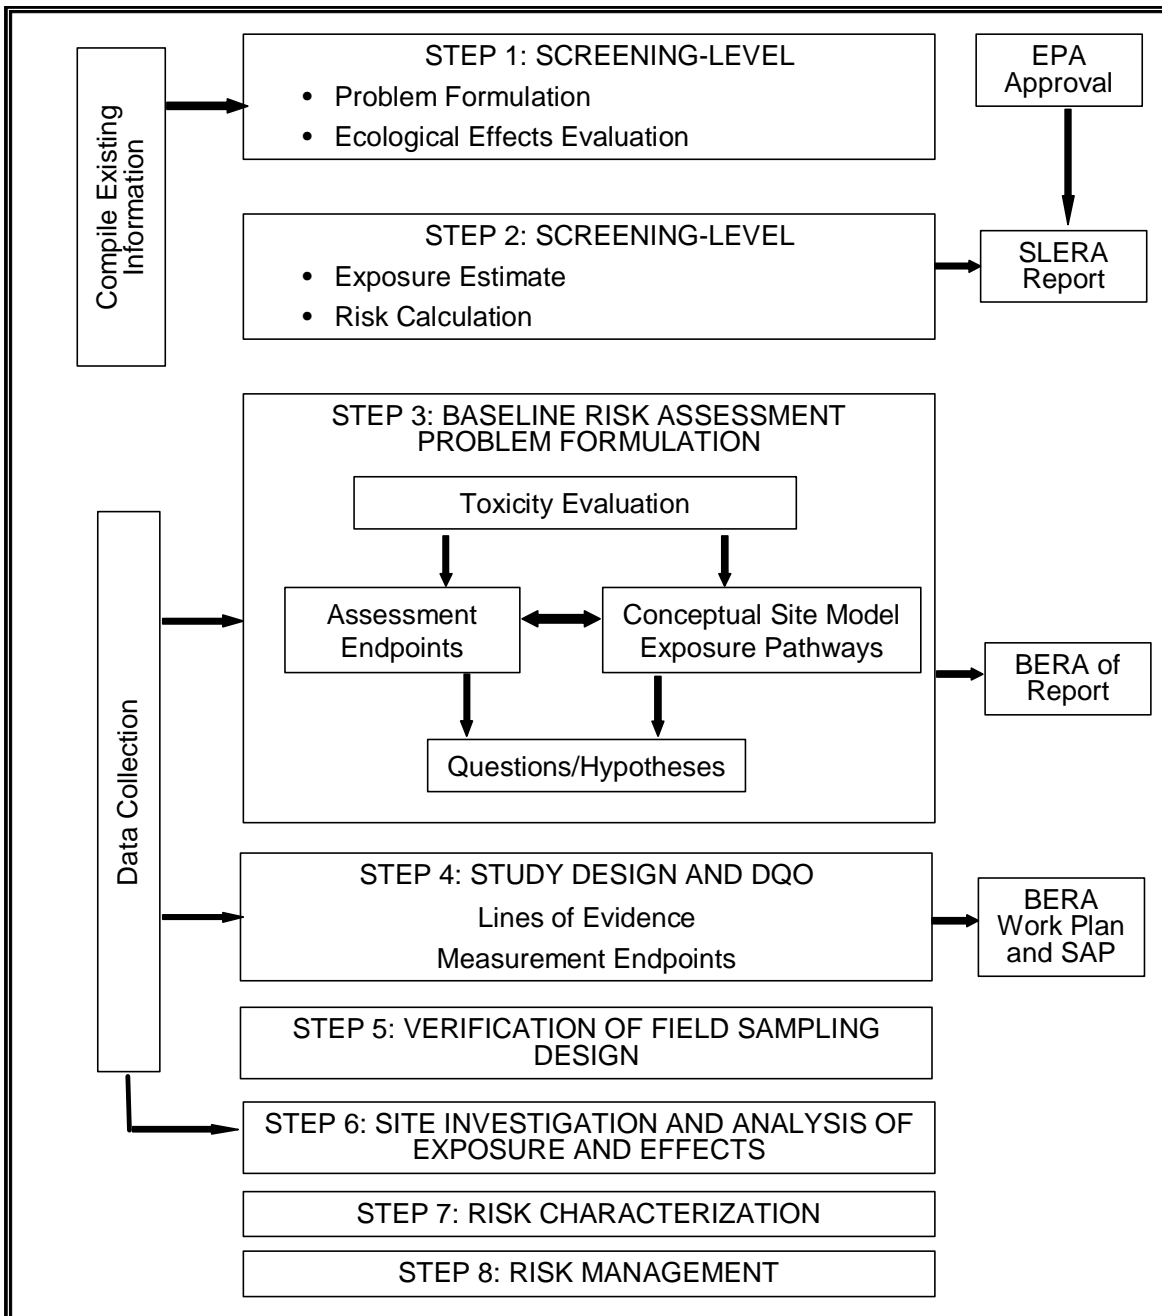 STEP 1: SCREENING-LEVEL
• Problem Formulation
• Ecological Effects Evaluation
EPA
Approval
Compile Existing
Information
STEP 2: SCREENING-LEVEL
• Exposure Estimate
• Risk Calculation
SLERA
Report
STEP 3: BASELINE RISK ASSESSMENT
PROBLEM FORMULATION
Toxicity Evaluation
Assessment
Endpoints
Conceptual Site Model
Exposure Pathways
Questions/Hypotheses
BERA of
Report
Data Collection
STEP 4: STUDY DESIGN AND DQO
Lines of Evidence
Measurement Endpoints
BERA
Work Plan
and SAP
STEP 5: VERIFICATION OF FIELD SAMPLING
DESIGN
STEP 6: SITE INVESTIGATION AND ANALYSIS OF
EXPOSURE AND EFFECTS
STEP 7: RISK CHARACTERIZATION
STEP 8: RISK MANAGEMENT